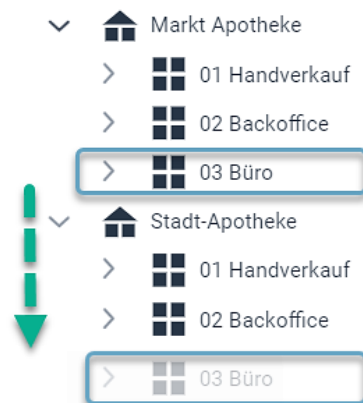 Markt Apotheke
01 Handverkauf
02 Backoffice
03 Büro
Stadt-Apotheke
01 Handverkauf
02 Backoffice
03 Büro